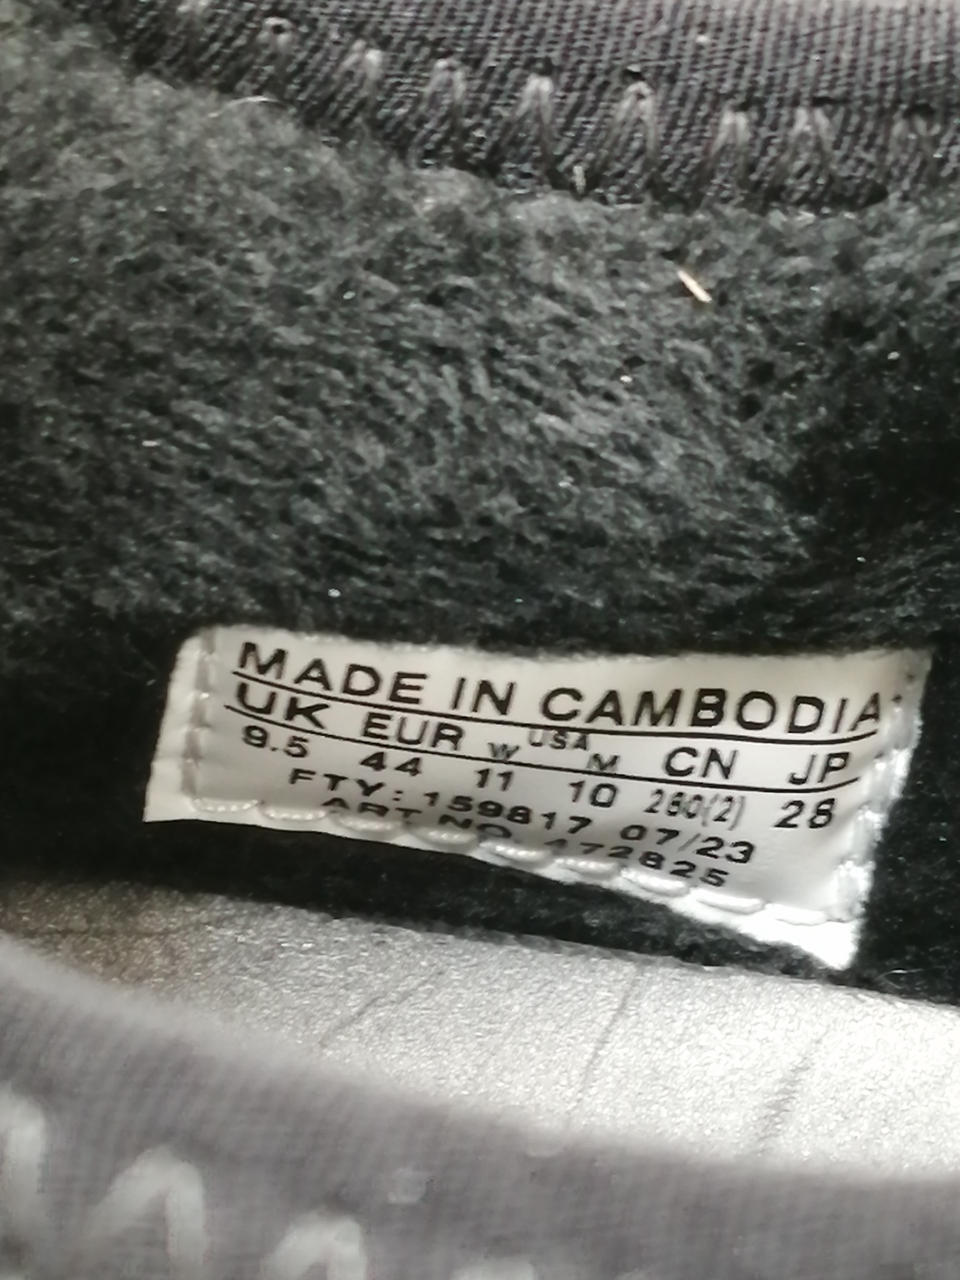 MADE IN CAMBODIA
UK EUR W USA M CN JP
9.5 44 11 10 280(2) 28
FTY: 159817 07/23
ART NO. 472825